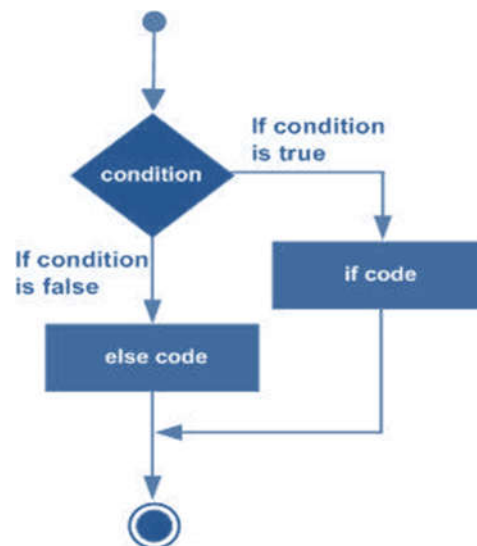 If condition
is true
condition
If condition
is false
if code
else code